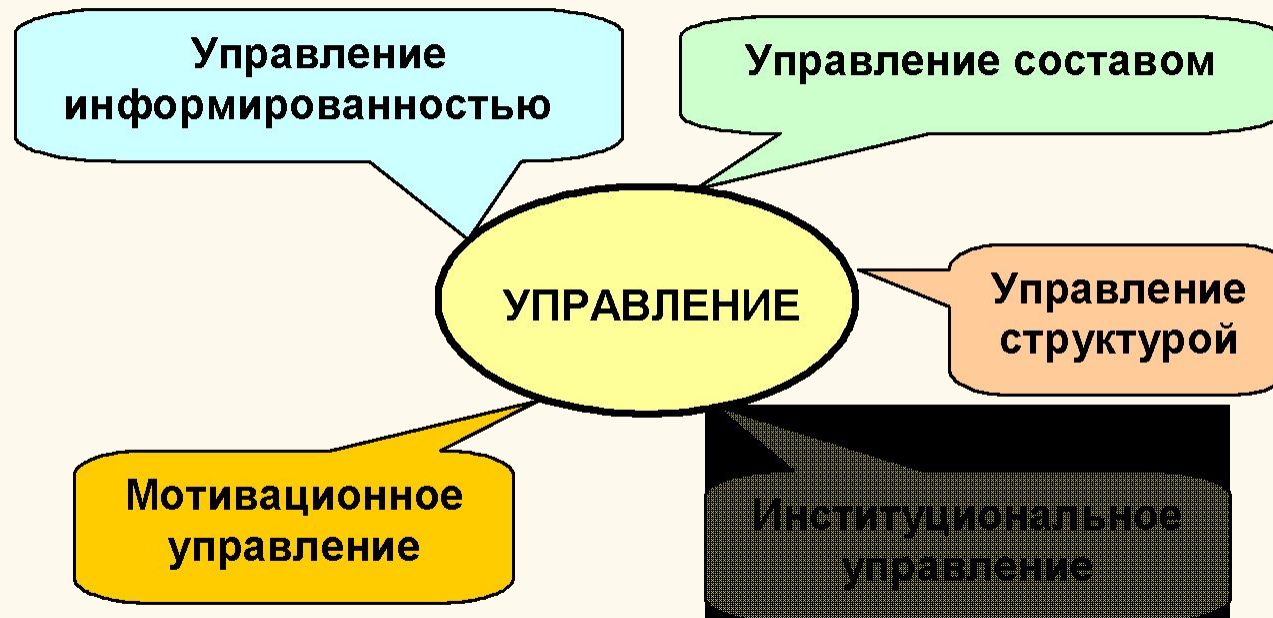 Управление
информированностью
Управление составом
УПРАВЛЕНИЕ
Управление
структурой
Мотивационное
управление
Институциональное
управление